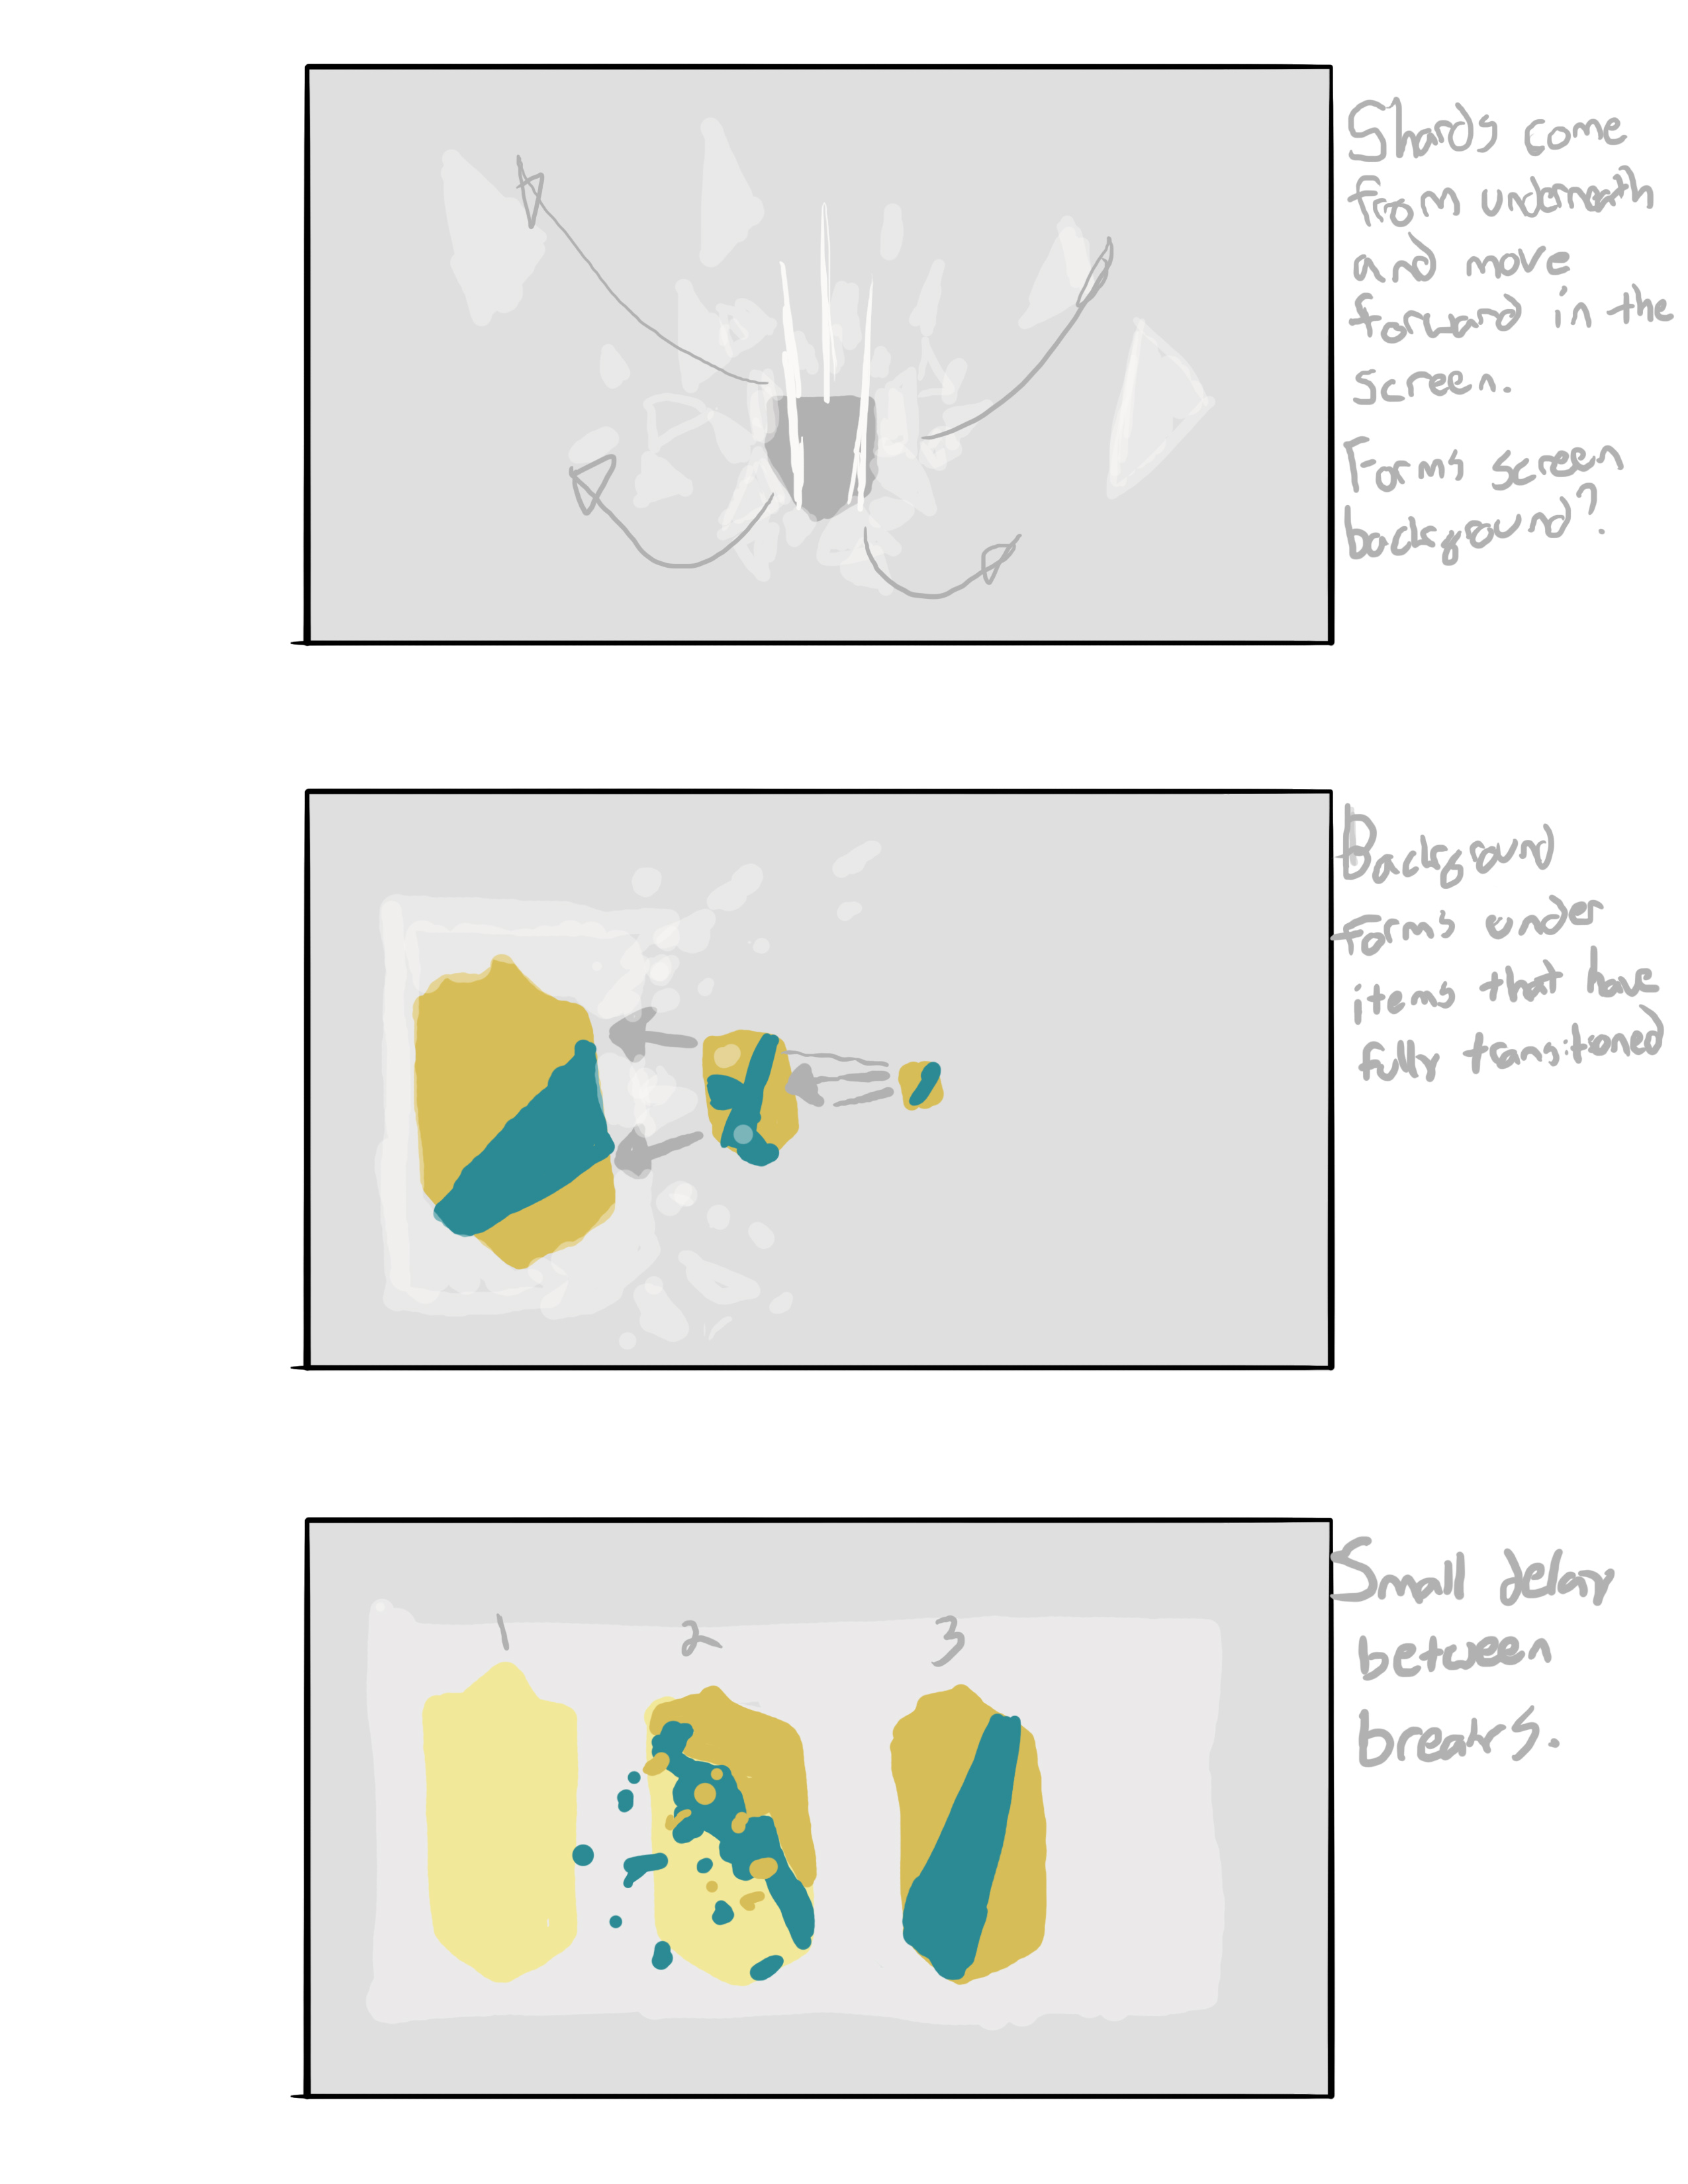 Shards come
from underneath
and move
forward in the
screen.
Forms screen
background?
Background
forms under
items that have
fully transitioned
1 2 3
Small delay
between
breaks.